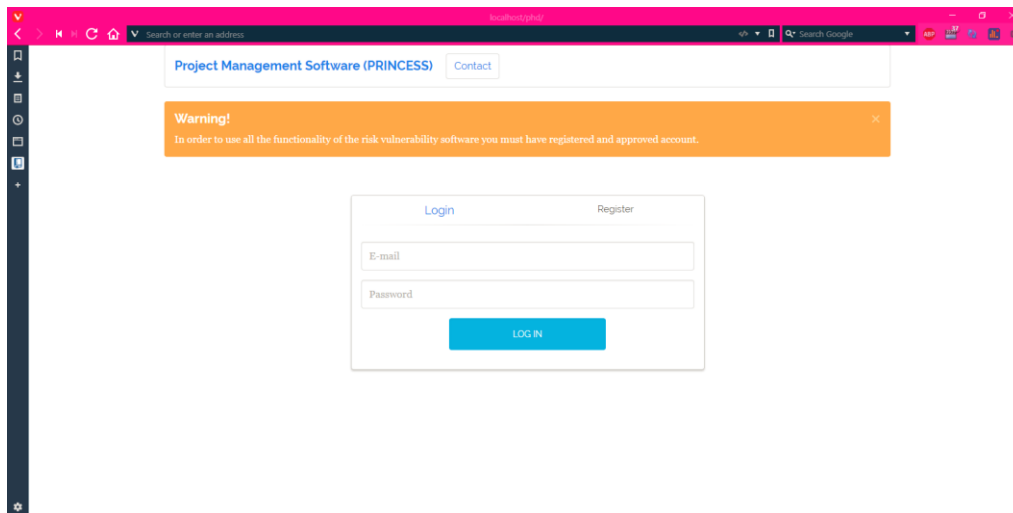 localhost/phd/
Search or enter an address
Search Google
ABP
Project Management Software (PRINCESS)
Contact
Warning!
In order to use all the functionality of the risk vulnerability software you must have registered and approved account.
Login
Register
E-mail
Password
LOG IN